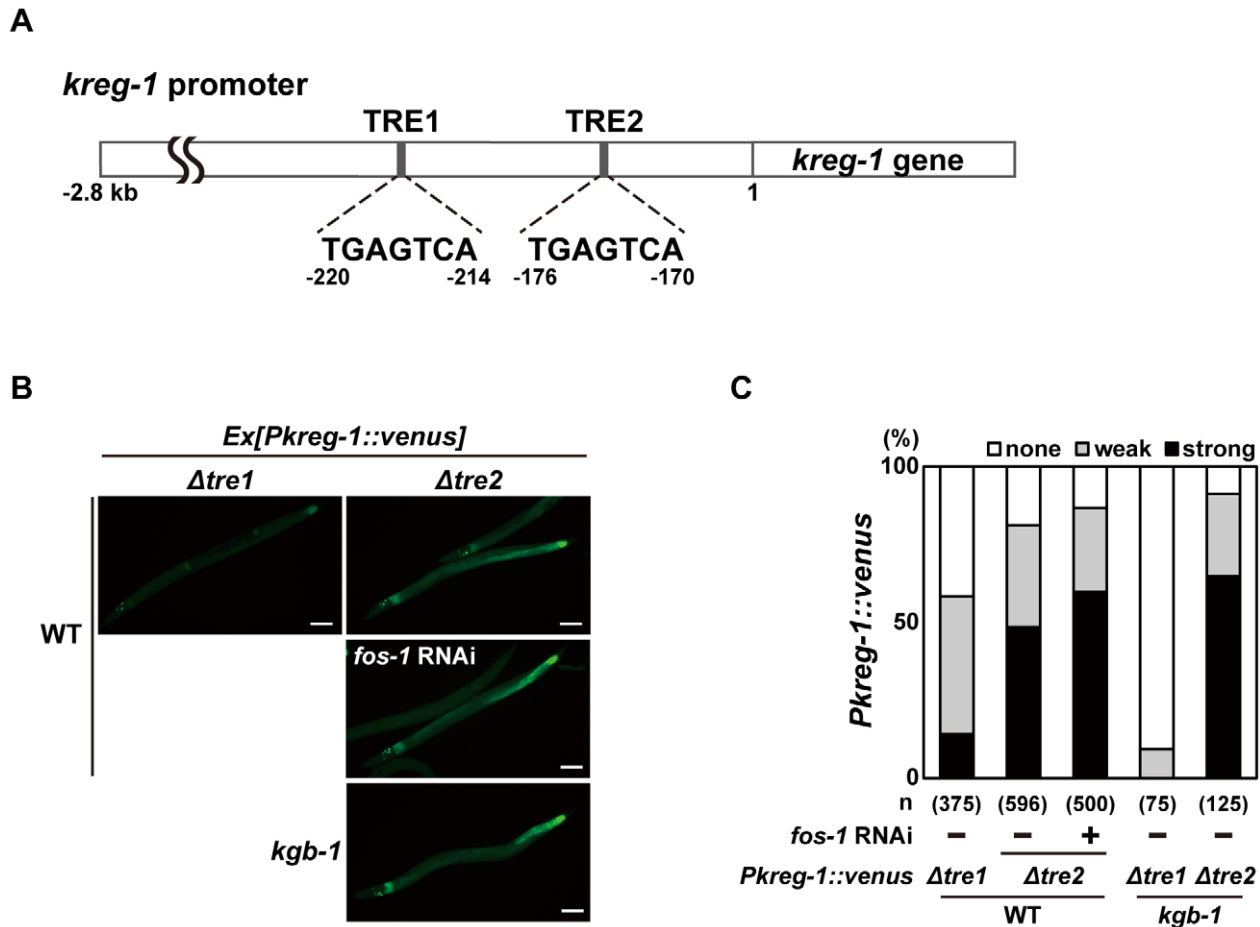 A
kreg-1 promoter
TRE1 TRE2
kreg-1 gene
-2.8 kb 1
TGAGTCA TGAGTCA
-220 -214 -176 -170
B
Ex[Pkreg-1::venus]
Δtre1 Δtre2
WT
fos-1 RNAi
kgb-1
C
(%)
none weak strong
100
50
0
Pkreg-1::venus
n (375) (596) (500) (75) (125)
fos-1 RNAi − − + − −
Pkreg-1::venus Δtre1 Δtre2 Δtre1 Δtre2
WT kgb-1